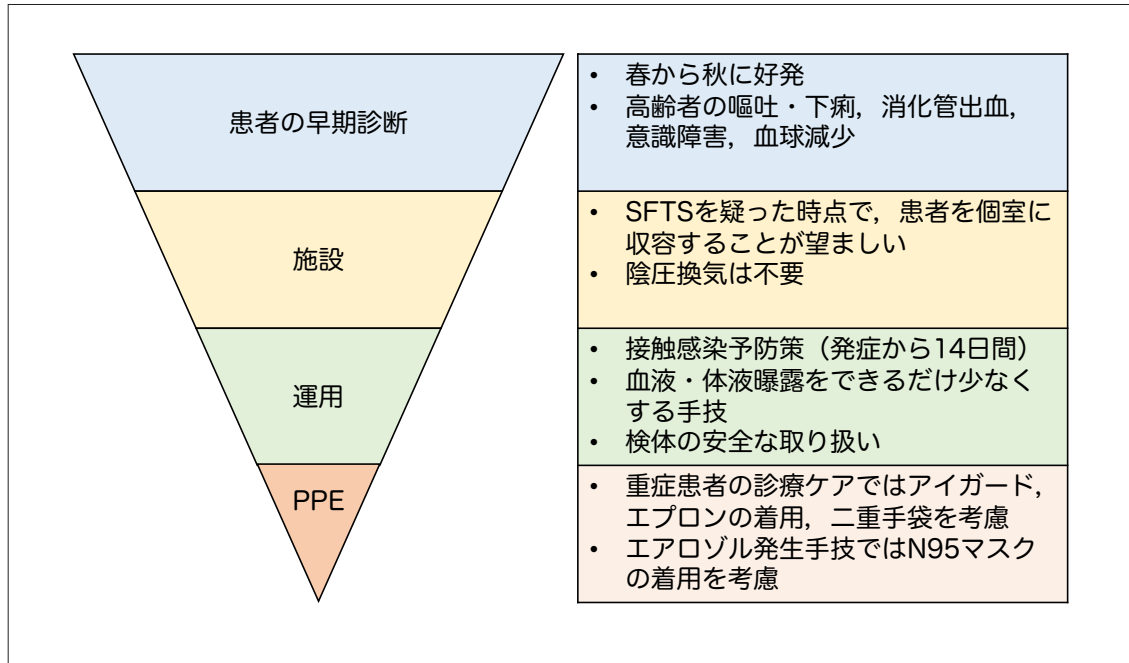 患者の早期診断
• 春から秋に好発
• 高齢者の嘔吐・下痢，消化管出血，
意識障害，血球減少
施設
• SFTSを疑った時点で，患者を個室に
収容することが望ましい
• 陰圧換気は不要
運用
• 接触感染予防策（発症から14日間）
• 血液・体液曝露をできるだけ少なく
する手技
• 検体の安全な取り扱い
PPE
• 重症患者の診療ケアではアイガード，
エプロンの着用，二重手袋を考慮
• エアロゾル発生手技ではN95マスク
の着用を考慮